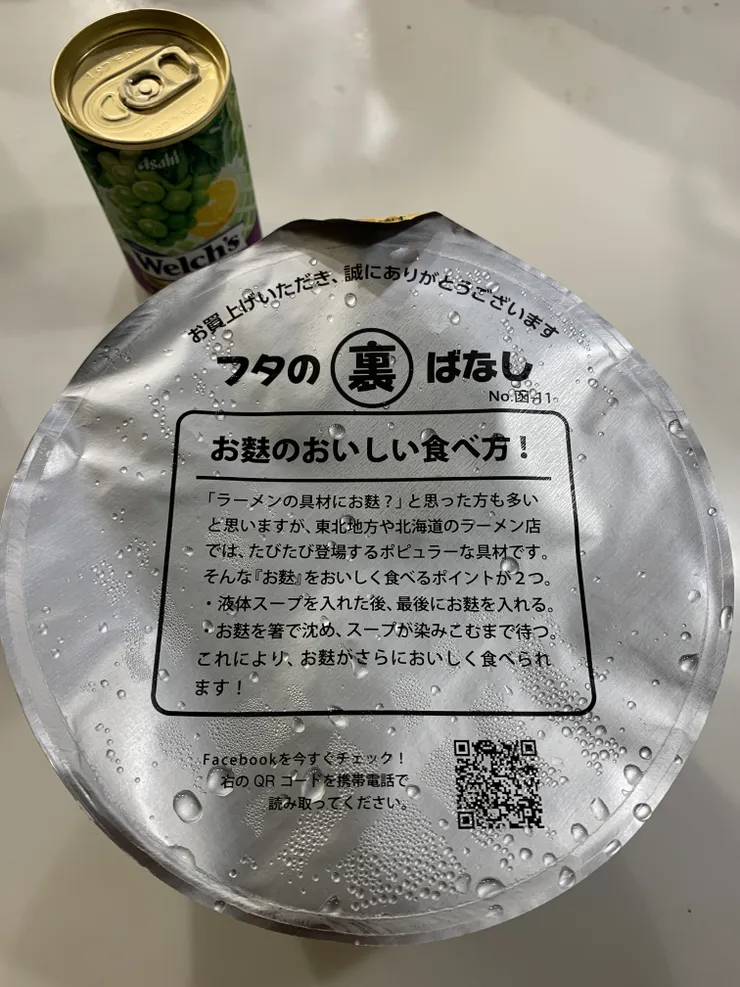 Asahi
Welch's
お買上げいただき、誠にありがとうございます
フタの裏ばなし
No.函-11
お麩のおいしい食べ方！
「ラーメンの具材にお麩？」と思った方も多い
と思いますが、東北地方や北海道のラーメン店
では、たびたび登場するポピュラーな具材です。
そんな『お麩』をおいしく食べるポイントが２つ。
・液体スープを入れた後、最後にお麩を入れる。
・お麩を箸で沈め、スープが染みこむまで待つ。
これにより、お麩がさらにおいしく食べられ
ます！
Facebookを今すぐチェック！
右のQRコードを携帯電話で
読み取ってください。